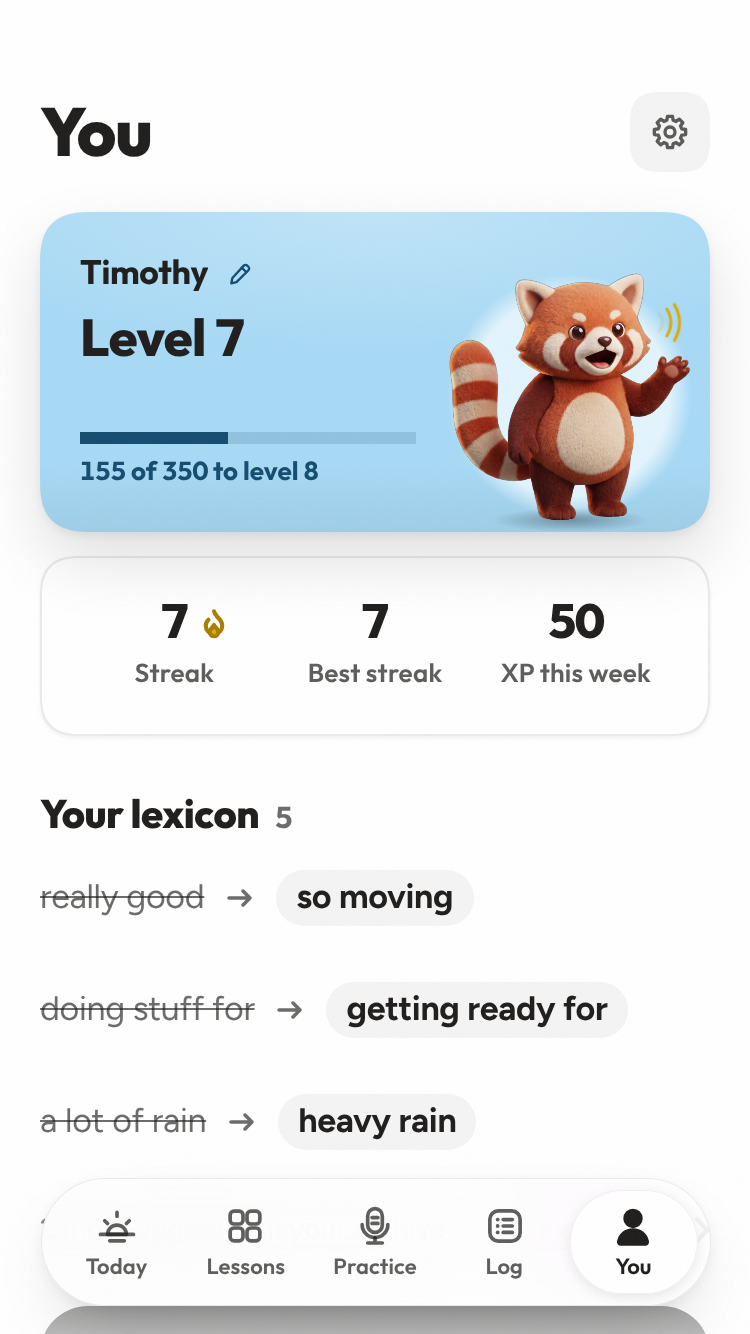 You
Timothy
Level 7
155 of 350 to level 8
7 7 50
Streak Best streak XP this week
Your lexicon 5
really good → so moving
doing stuff for → getting ready for
a lot of rain → heavy rain
Today Lessons Practice Log You